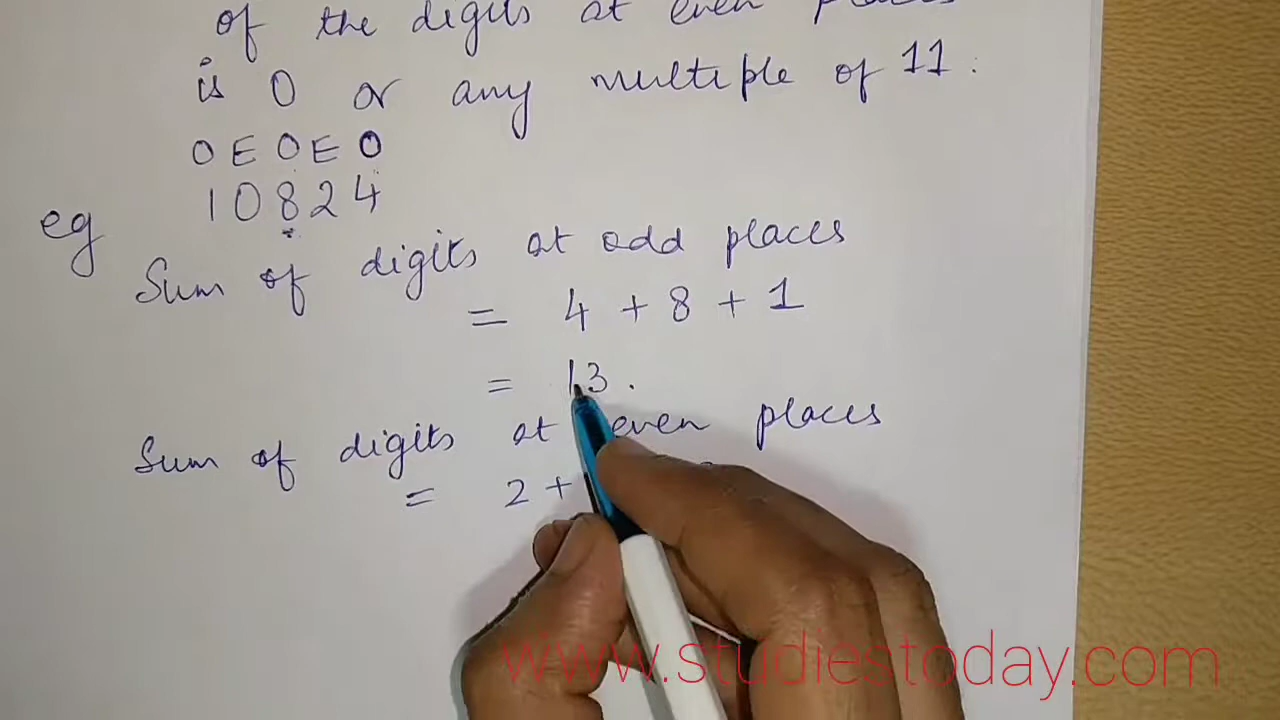 of the digits at even places
is 0 or any multiple of 11.
O E O E O
eg 10824
Sum of digits at odd places
= 4 + 8 + 1
= 13.
Sum of digits at even places
= 2 +
www.studiestoday.com